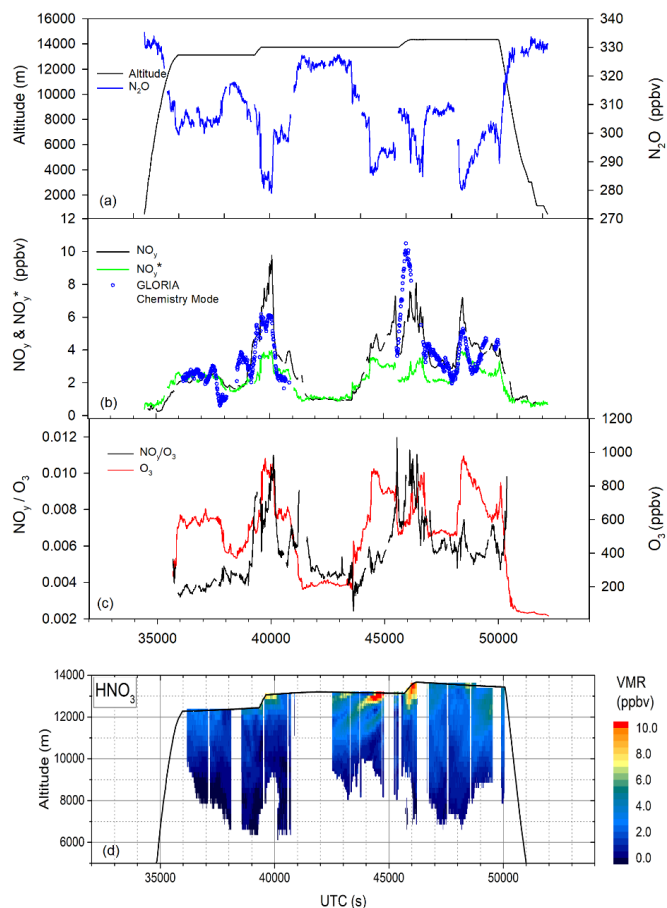 16000
14000
12000
10000
8000
6000
4000
2000
Altitude (m)
Altitude
N2O
340
330
320
310
300
290
280
270
N2O (ppbv)
(a)
12
10
8
6
4
2
0
NOy & NOy* (ppbv)
NOy
NOy*
GLORIA
Chemistry Mode
(b)
0.012
0.010
0.008
0.006
0.004
0.002
NOy / O3
NOy/O3
O3
1200
1000
800
600
400
200
O3 (ppbv)
(c)
35000 40000 45000 50000
14000
13000
12000
10000
8000
6000
Altitude (m)
HNO3
(d)
35000 40000 45000 50000
UTC (s)
VMR
(ppbv)
10.0
8.0
6.0
4.0
2.0
0.0